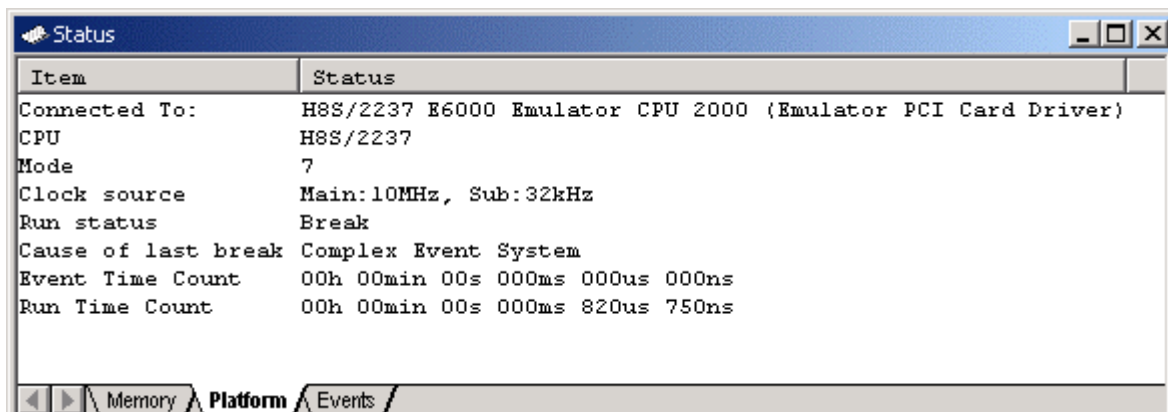 Status
Item Status
Connected To: H8S/2237 E6000 Emulator CPU 2000 (Emulator PCI Card Driver)
CPU H8S/2237
Mode 7
Clock source Main:10MHz, Sub:32kHz
Run status Break
Cause of last break Complex Event System
Event Time Count 00h 00min 00s 000ms 000us 000ns
Run Time Count 00h 00min 00s 000ms 820us 750ns
Memory Platform Events